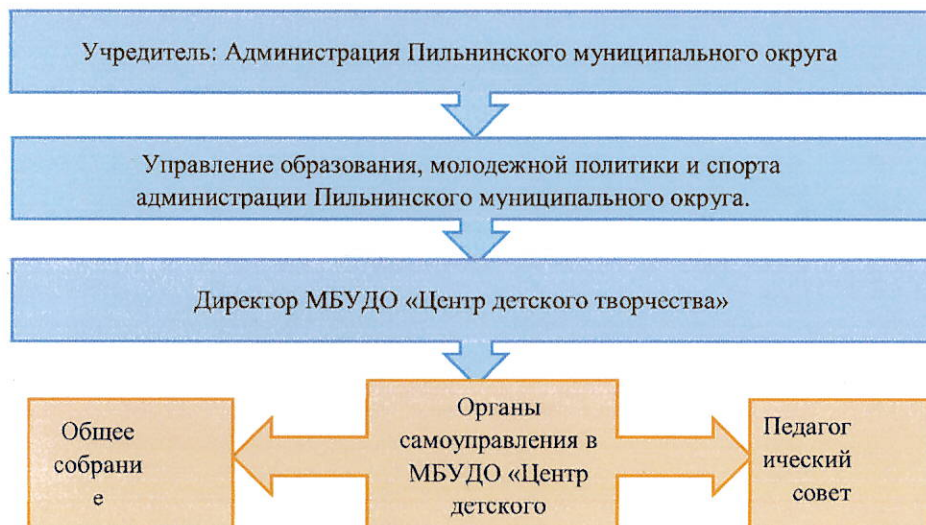 Учредитель: Администрация Пильнинского муниципального округа
Управление образования, молодежной политики и спорта
администрации Пильнинского муниципального округа.
Директор МБУДО «Центр детского творчества»
Общее
собрани
е
Органы
самоуправления в
МБУДО «Центр
детского
Педагог
ический
совет